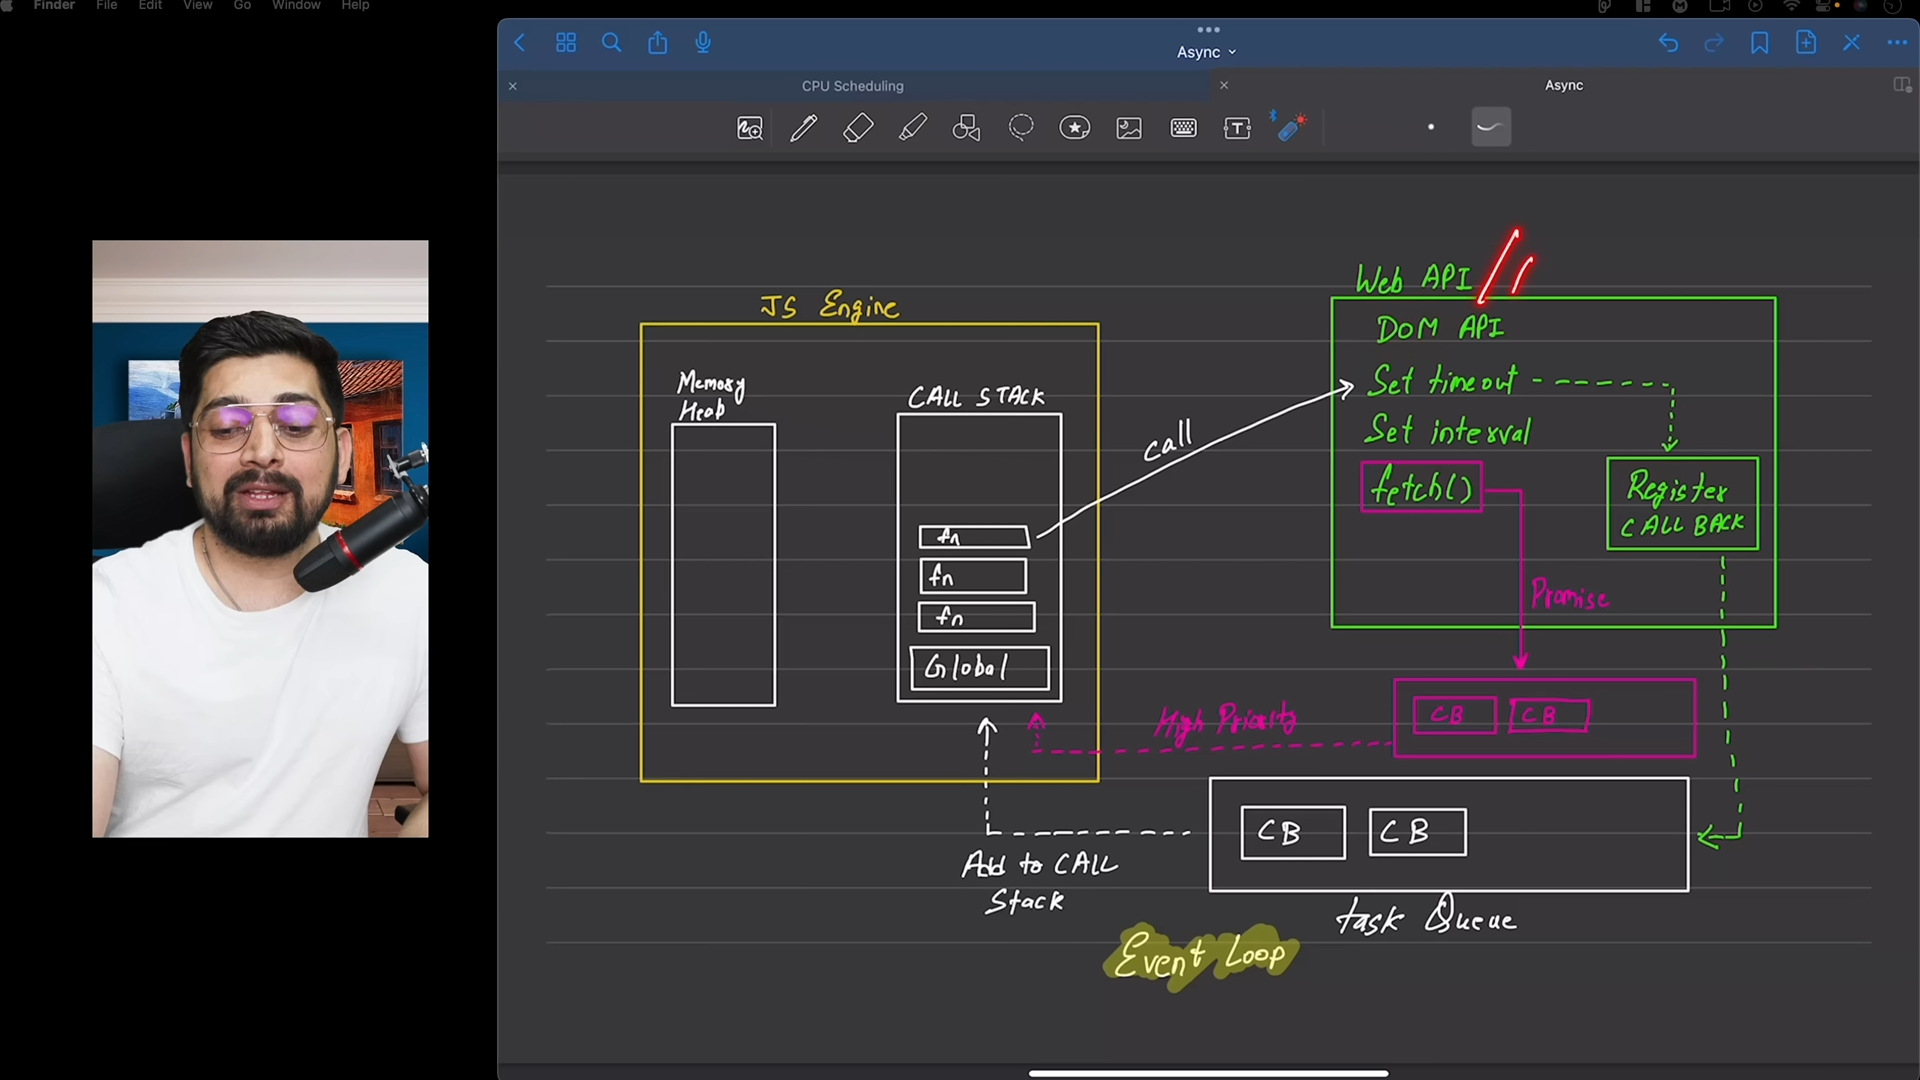 Finder File Edit View Go Window Help
Async
CPU Scheduling
Async
T
Web API
JS Engine
DOM API
Memory
Heap
CALL STACK
Set timeout
call
Set interval
fetch()
Register
CALL BACK
fn
fn
Promise
fn
Global
High Priority
CB CB
CB CB
Add to CALL
Stack
task Queue
Event Loop